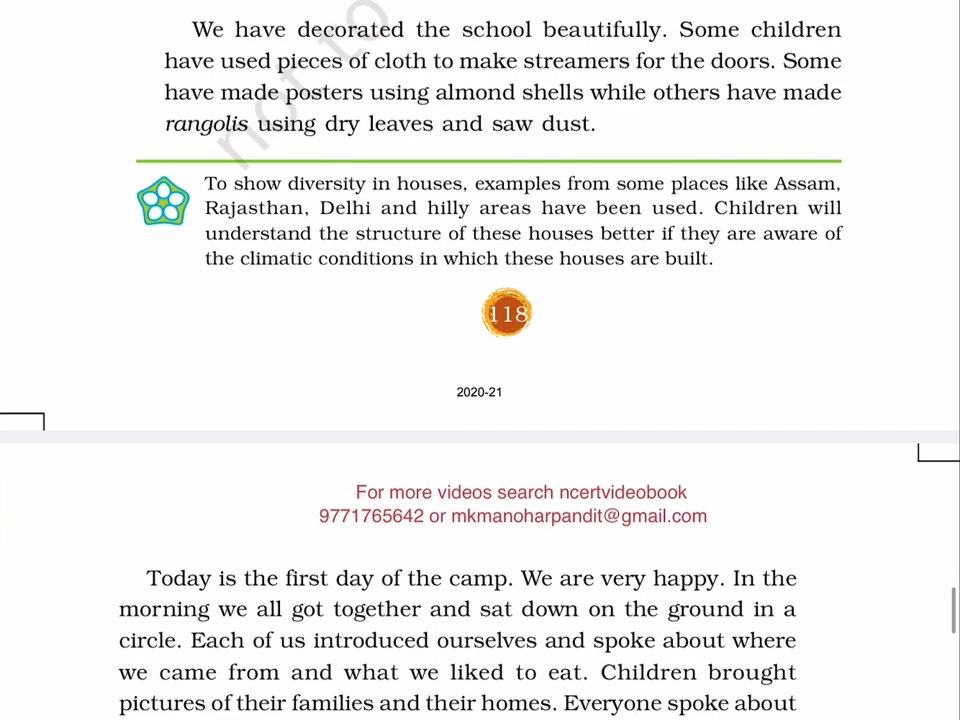 We have decorated the school beautifully. Some children
have used pieces of cloth to make streamers for the doors. Some
have made posters using almond shells while others have made
rangolis using dry leaves and saw dust.
To show diversity in houses, examples from some places like Assam,
Rajasthan, Delhi and hilly areas have been used. Children will
understand the structure of these houses better if they are aware of
the climatic conditions in which these houses are built.
118
2020-21
For more videos search ncertvideobook
9771765642 or mkmanoharpandit@gmail.com
Today is the first day of the camp. We are very happy. In the
morning we all got together and sat down on the ground in a
circle. Each of us introduced ourselves and spoke about where
we came from and what we liked to eat. Children brought
pictures of their families and their homes. Everyone spoke about
not to